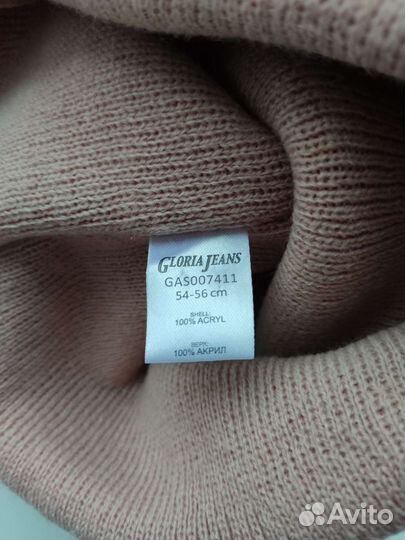 GLORIA JEANS
GAS007411
54-56 cm
SHELL:
100% ACRYL
ВЕРХ:
100% АКРИЛ
Avito